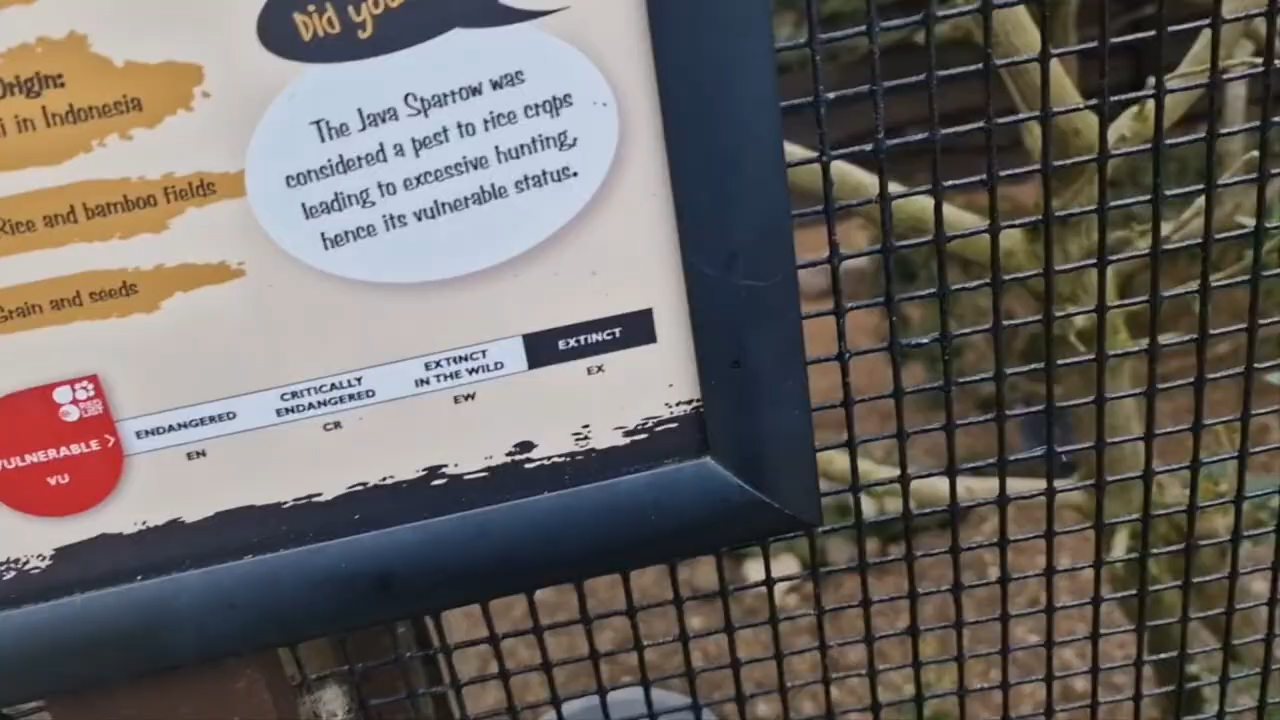 Did you
Origin:
in Indonesia
The Java Sparrow was
considered a pest to rice crops
leading to excessive hunting,
hence its vulnerable status.
Rice and bamboo fields
Grain and seeds
RED
LIST
VULNERABLE >
VU
ENDANGERED
EN
CRITICALLY
ENDANGERED
CR
EXTINCT
IN THE WILD
EW
EXTINCT
EX